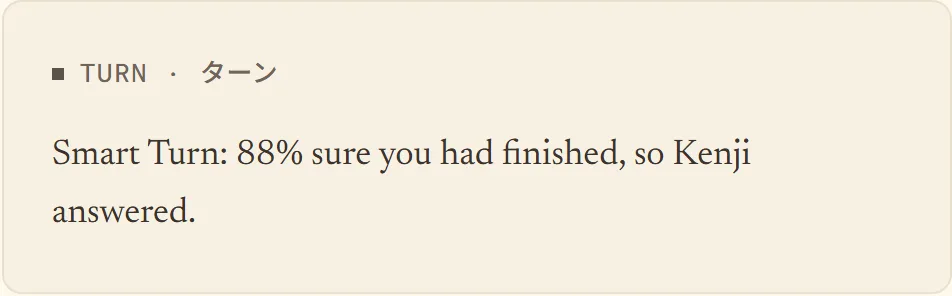 TURN · ターン
Smart Turn: 88% sure you had finished, so Kenji
answered.